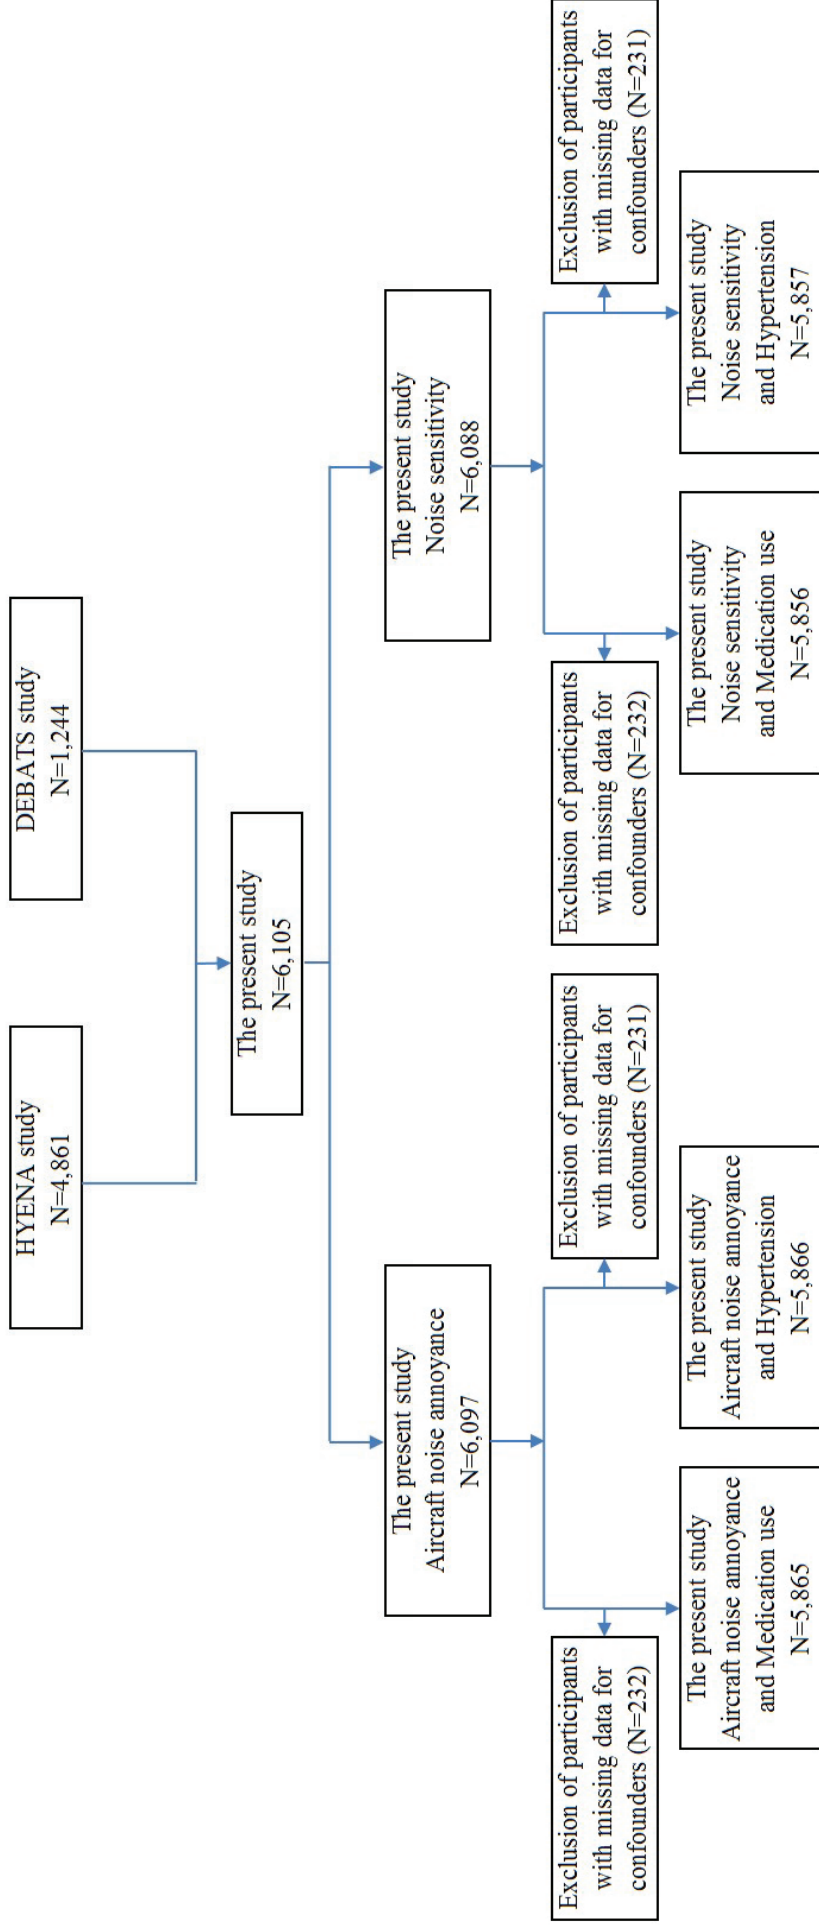 HYENA study
N=4,861
DEBATS study
N=1,244
The present study
N=6,105
The present study
Aircraft noise annoyance
N=6,097
The present study
Noise sensitivity
N=6,088
Exclusion of participants
with missing data for
confounders (N=232)
Exclusion of participants
with missing data for
confounders (N=231)
Exclusion of participants
with missing data for
confounders (N=232)
Exclusion of participants
with missing data for
confounders (N=231)
The present study
Aircraft noise annoyance
and Medication use
N=5,865
The present study
Aircraft noise annoyance
and Hypertension
N=5,866
The present study
Noise sensitivity
and Medication use
N=5,856
The present study
Noise sensitivity
and Hypertension
N=5,857